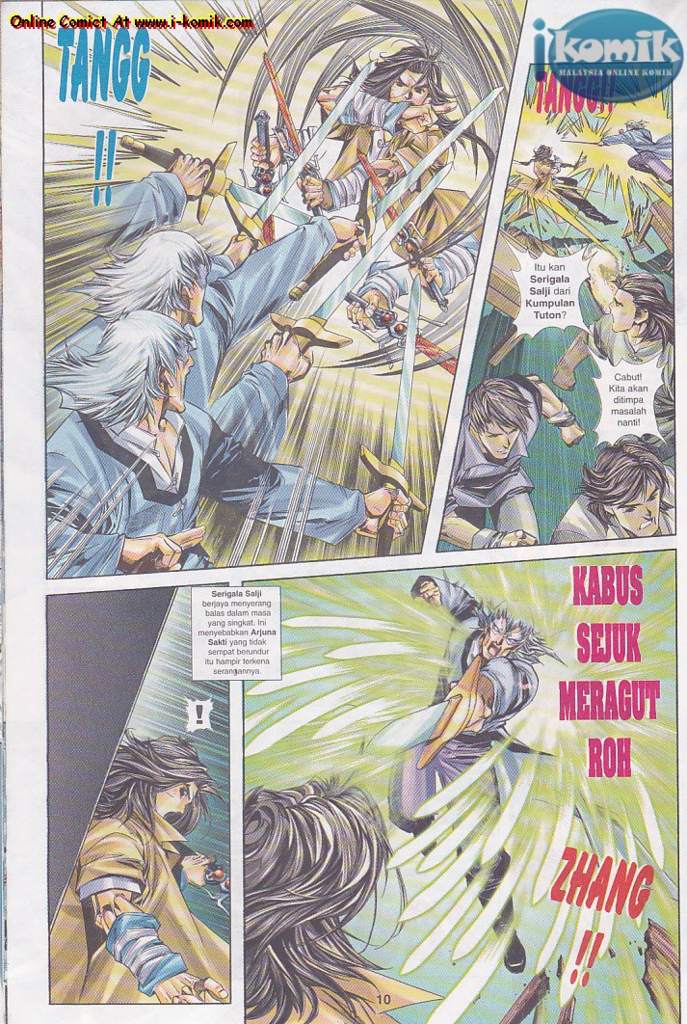 Online Comict At www.i-komik.com
ikomik
MALAYSIA ONLINE KOMIK
TANGG
!!
TANGG!!
Itu kan
Serigala
Salji dari
Kumpulan
Tuton?
Cabut!
Kita akan
ditimpa
masalah
nanti!
Serigala Salji
berjaya menyerang
balas dalam masa
yang singkat. Ini
menyebabkan Arjuna
Sakti yang tidak
sempat berundur
itu hampir terkena
serangannya.
!
KABUS
SEJUK
MERAGUT
ROH
ZHANG
!!
10